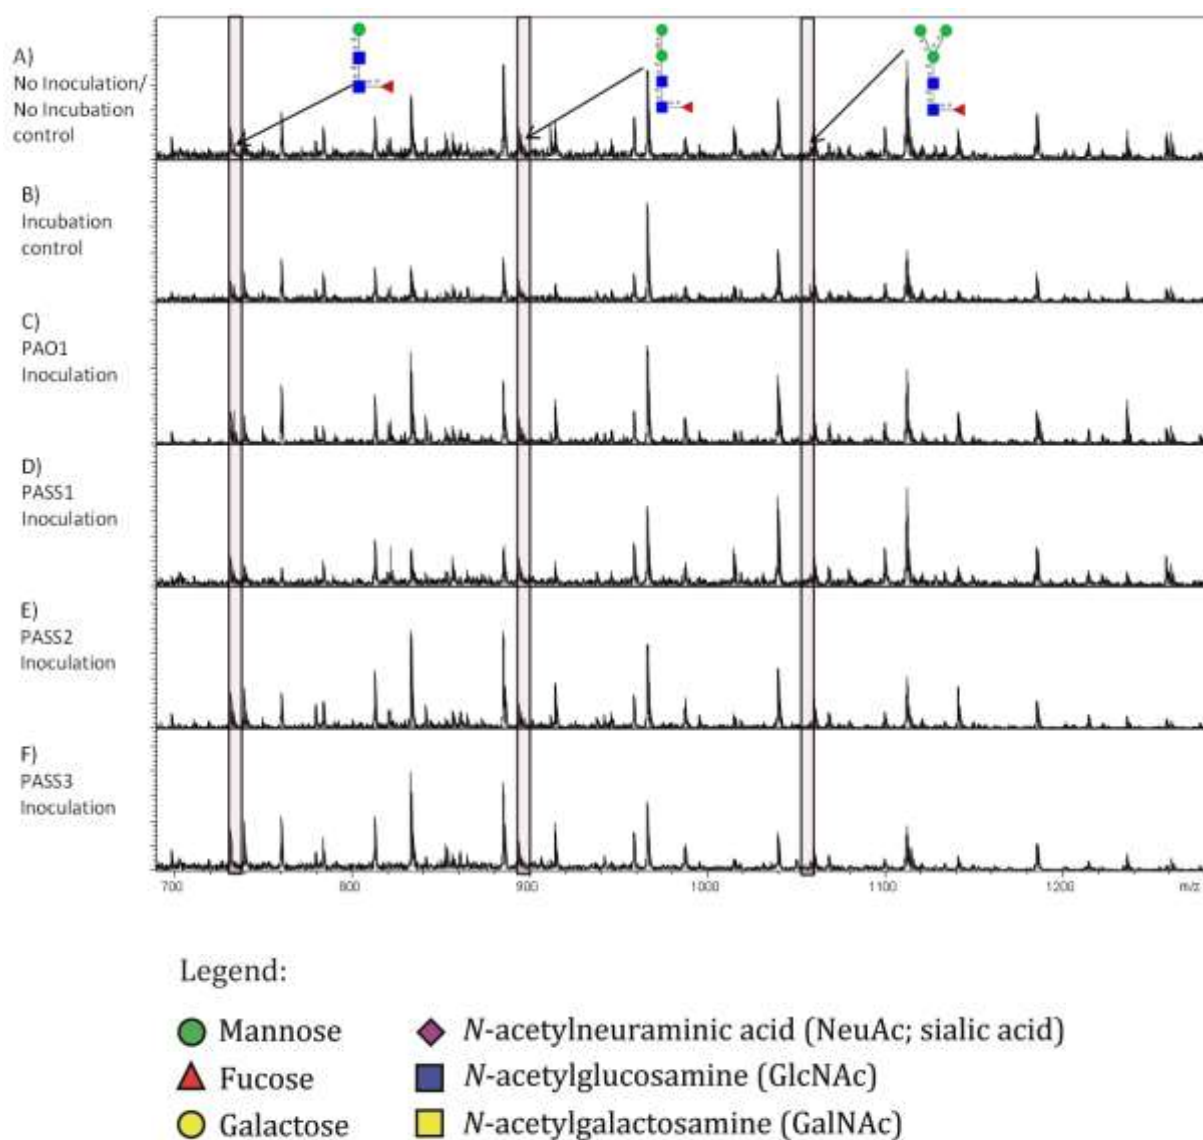 A)
No Inoculation/
No Incubation
control
B)
Incubation
control
C)
PAO1
Inoculation
D)
PASS1
Inoculation
E)
PASS2
Inoculation
F)
PASS3
Inoculation
700 800 900 1000 1100 1200 m/z
Legend:
Mannose N-acetylneuraminic acid (NeuAc; sialic acid)
Fucose N-acetylglucosamine (GlcNAc)
Galactose N-acetylgalactosamine (GalNAc)